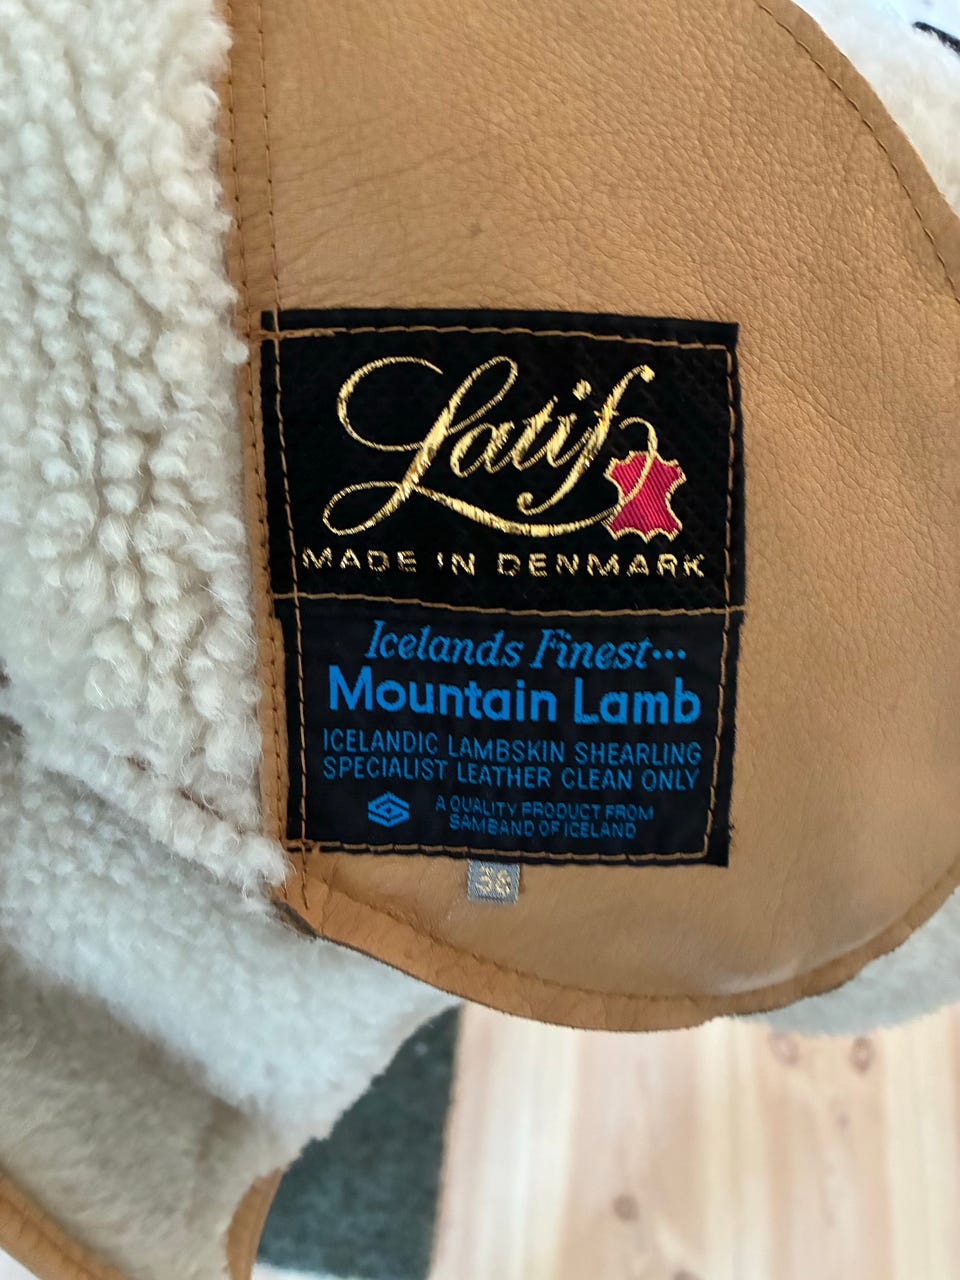 Latif
MADE IN DENMARK
Icelands Finest...
Mountain Lamb
ICELANDIC LAMBSKIN SHEARLING
SPECIALIST LEATHER CLEAN ONLY
A QUALITY PRODUCT FROM
SAMBAND OF ICELAND
38